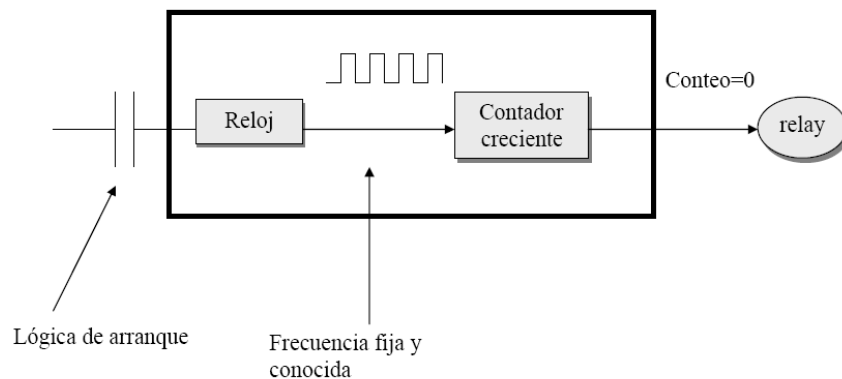 Conteo=0
Reloj
Contador
creciente
relay
Lógica de arranque
Frecuencia fija y
conocida